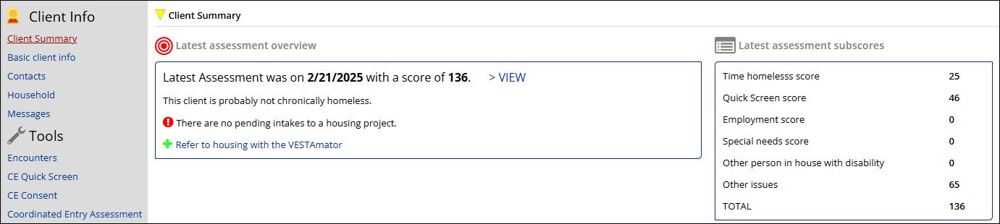 Client Info
Client Summary
Basic client info
Contacts
Household
Messages
Tools
Encounters
CE Quick Screen
CE Consent
Coordinated Entry Assessment
Client Summary
Latest assessment overview
Latest Assessment was on 2/21/2025 with a score of 136. > VIEW
This client is probably not chronically homeless.
There are no pending intakes to a housing project.
Refer to housing with the VESTAmator
Latest assessment subscores
Time homelesss score 25
Quick Screen score 46
Employment score 0
Special needs score 0
Other person in house with disability 0
Other issues 65
TOTAL 136